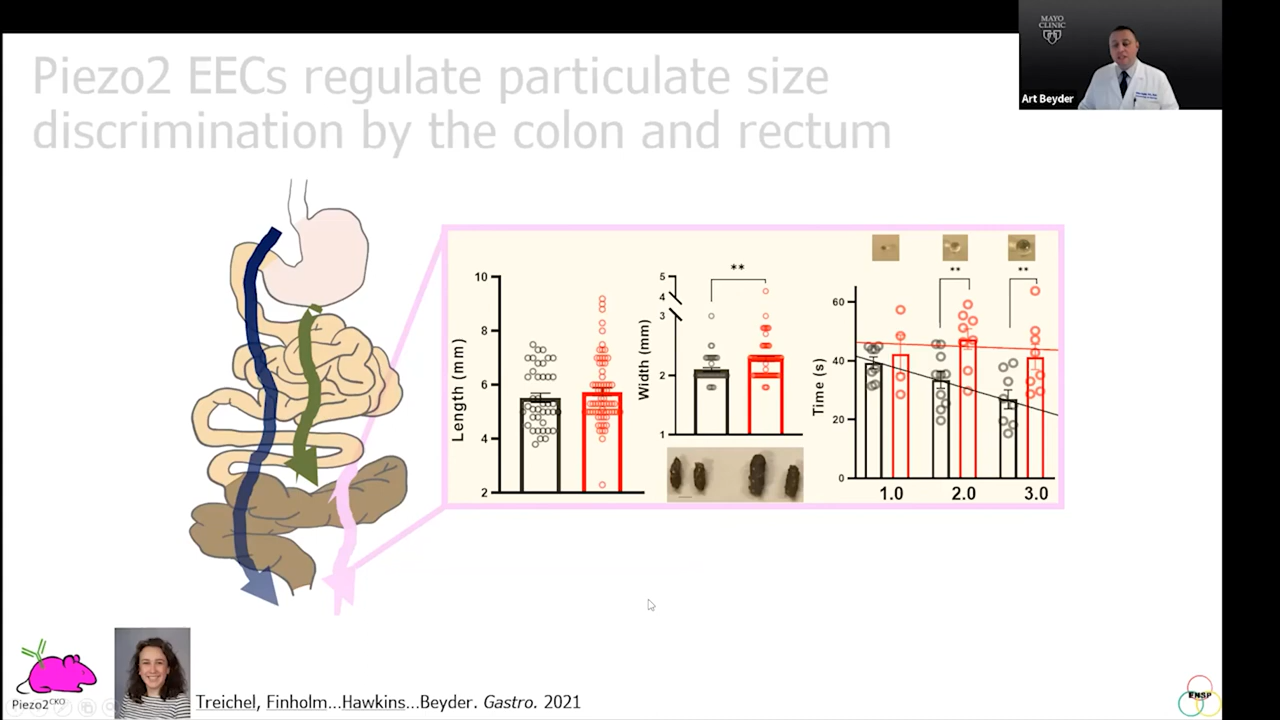 Piezo2 EECs regulate particulate size
discrimination by the colon and rectum
MAYO
CLINIC
Art Beyder
10
8
6
4
2
Length (mm)
**
5
4
3
2
1
Width (mm)
**
**
60
40
20
0
Time (s)
1.0 2.0 3.0
Piezo2CKO
Treichel, Finholm...Hawkins...Beyder. Gastro. 2021
ENSP